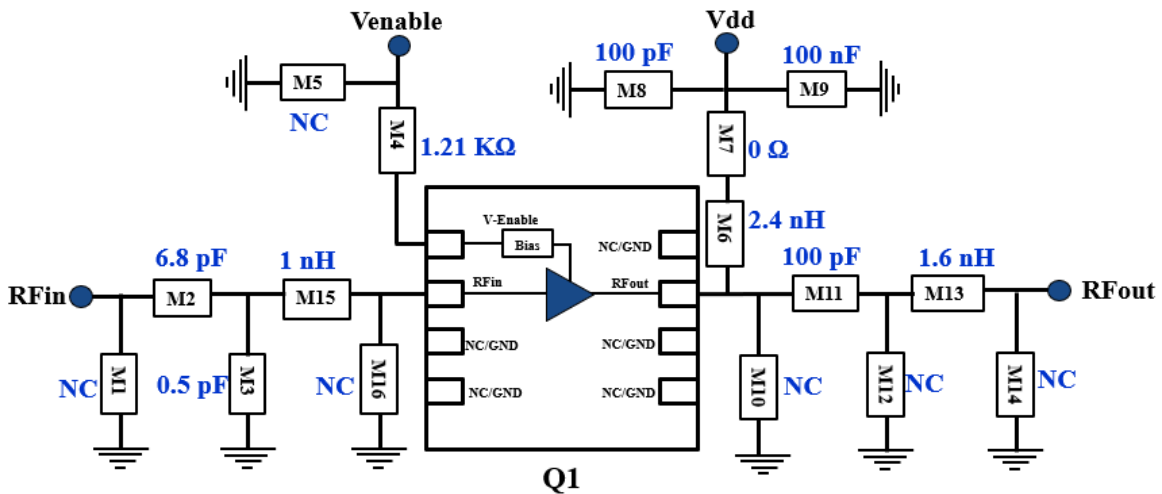 Venable
Vdd
100 pF
100 nF
M5
M8
M9
NC
M4
1.21 KΩ
M7
0 Ω
V-Enable
Bias
NC/GND
M6
2.4 nH
6.8 pF
1 nH
100 pF
1.6 nH
RFin
M2
M15
RFin
RFout
M11
M13
RFout
NC/GND
NC/GND
NC
M1
0.5 pF
M3
NC
M16
NC/GND
NC/GND
M10
NC
M12
NC
M14
NC
Q1